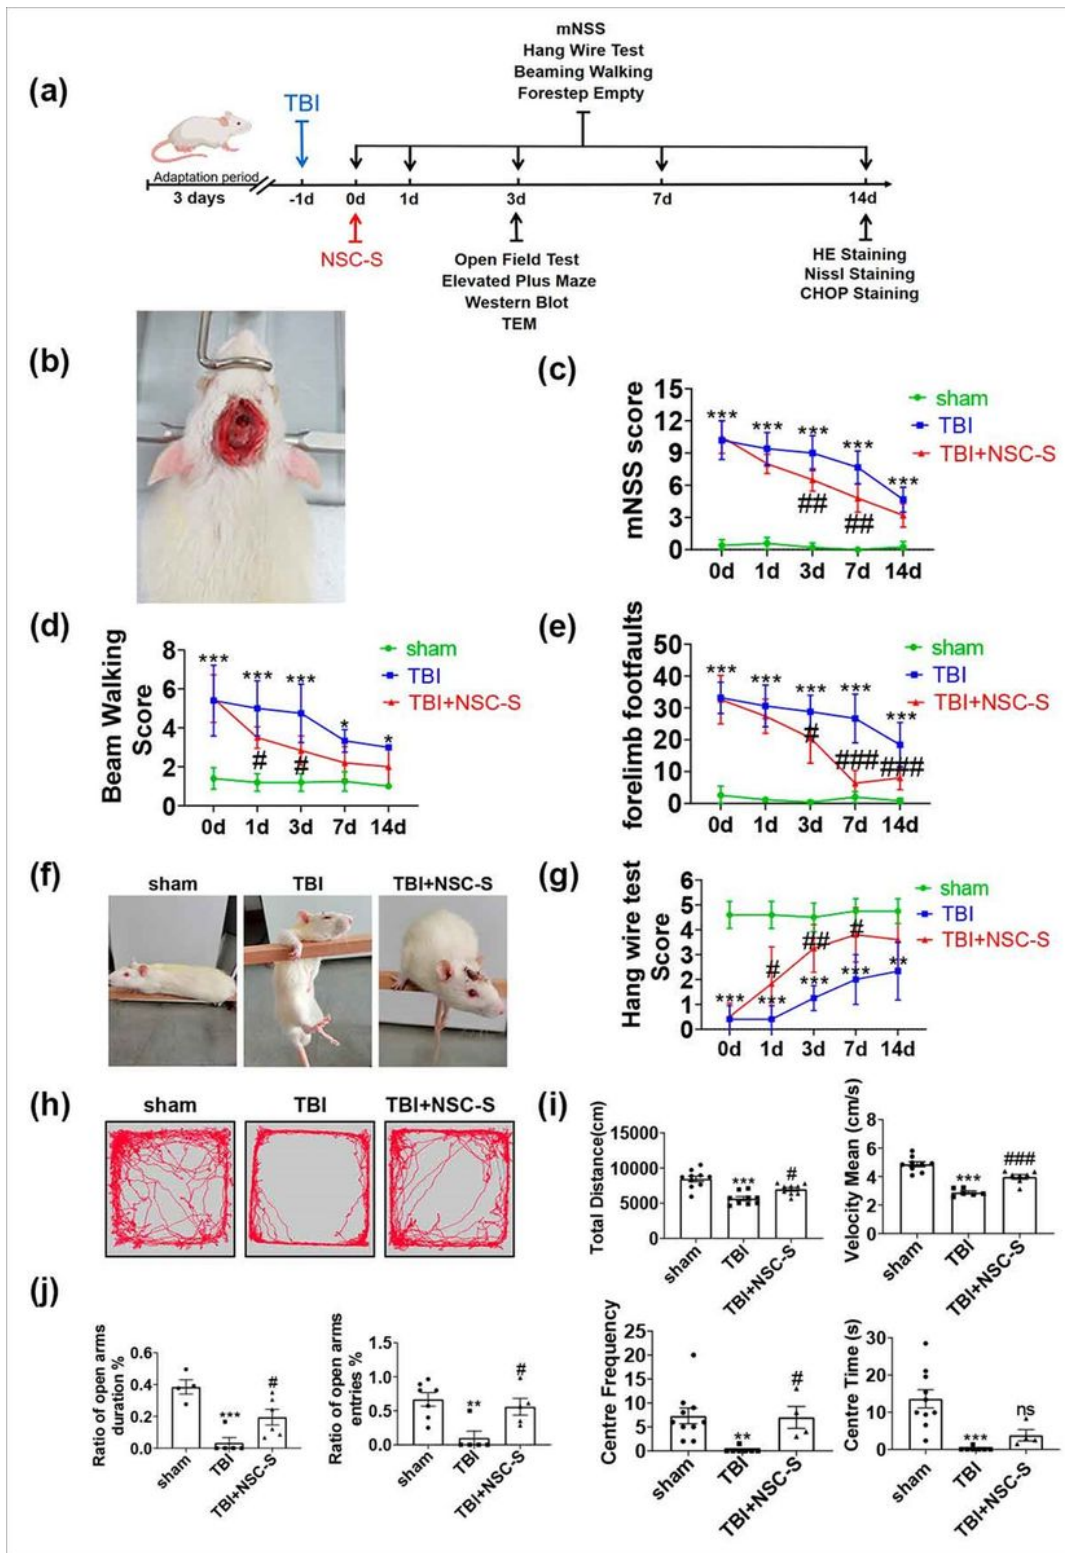 (a)
mNSS
Hang Wire Test
Beaming Walking
Forestep Empty
TBI
Adaptation period
3 days
-1d
0d
1d
3d
7d
14d
NSC-S
Open Field Test
Elevated Plus Maze
Western Blot
TEM
HE Staining
Nissl Staining
CHOP Staining
(b)
(c)
mNSS score
15
12
9
6
3
0
*** *** *** *** ***
## ##
0d 1d 3d 7d 14d
sham
TBI
TBI+NSC-S
(d)
Beam Walking
Score
8
6
4
2
0
*** *** *** * *
# #
0d 1d 3d 7d 14d
sham
TBI
TBI+NSC-S
(e)
forelimb footfaults
50
40
30
20
10
0
*** *** *** *** ***
# ### ###
0d 1d 3d 7d 14d
sham
TBI
TBI+NSC-S
(f)
sham TBI TBI+NSC-S
(g)
Hang wire test
Score
6
5
4
3
2
1
0
# ## #
*** *** *** *** **
0d 1d 3d 7d 14d
sham
TBI
TBI+NSC-S
(h)
sham TBI TBI+NSC-S
(i)
Total Distance(cm)
15000
10000
5000
0
*** #
sham TBI TBI+NSC-S
Velocity Mean (cm/s)
8
6
4
2
0
*** ###
sham TBI TBI+NSC-S
(j)
Ratio of open arms
duration %
0.6
0.4
0.2
0.0
*** #
sham TBI TBI+NSC-S
Ratio of open arms
entries %
1.5
1.0
0.5
0.0
** #
sham TBI TBI+NSC-S
Centre Frequency
25
20
15
10
5
0
** #
sham TBI TBI+NSC-S
Centre Time (s)
30
20
10
0
*** ns
sham TBI TBI+NSC-S